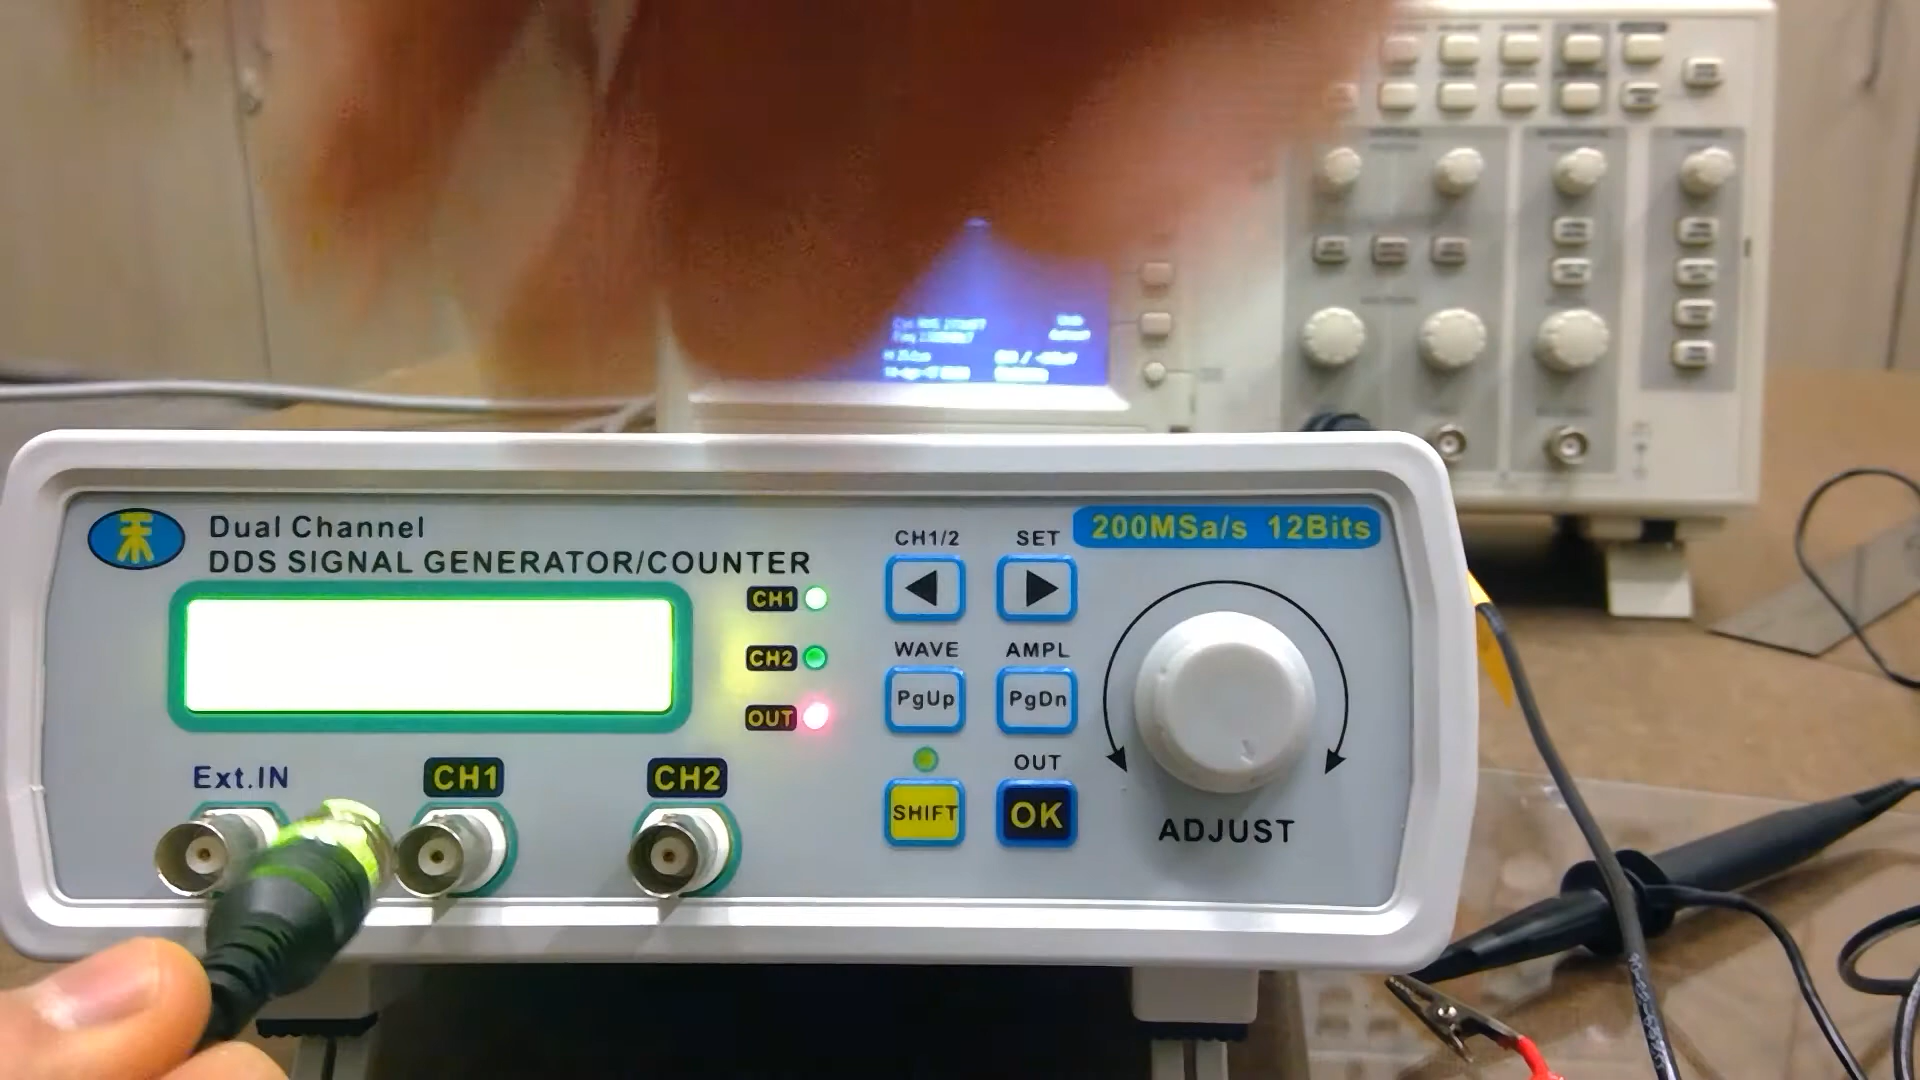 Dual Channel
DDS SIGNAL GENERATOR/COUNTER
200MSa/s 12Bits
CH1/2
SET
CH1
CH2
OUT
WAVE
AMPL
PgUp
PgDn
OUT
SHIFT
OK
ADJUST
Ext.IN
CH1
CH2